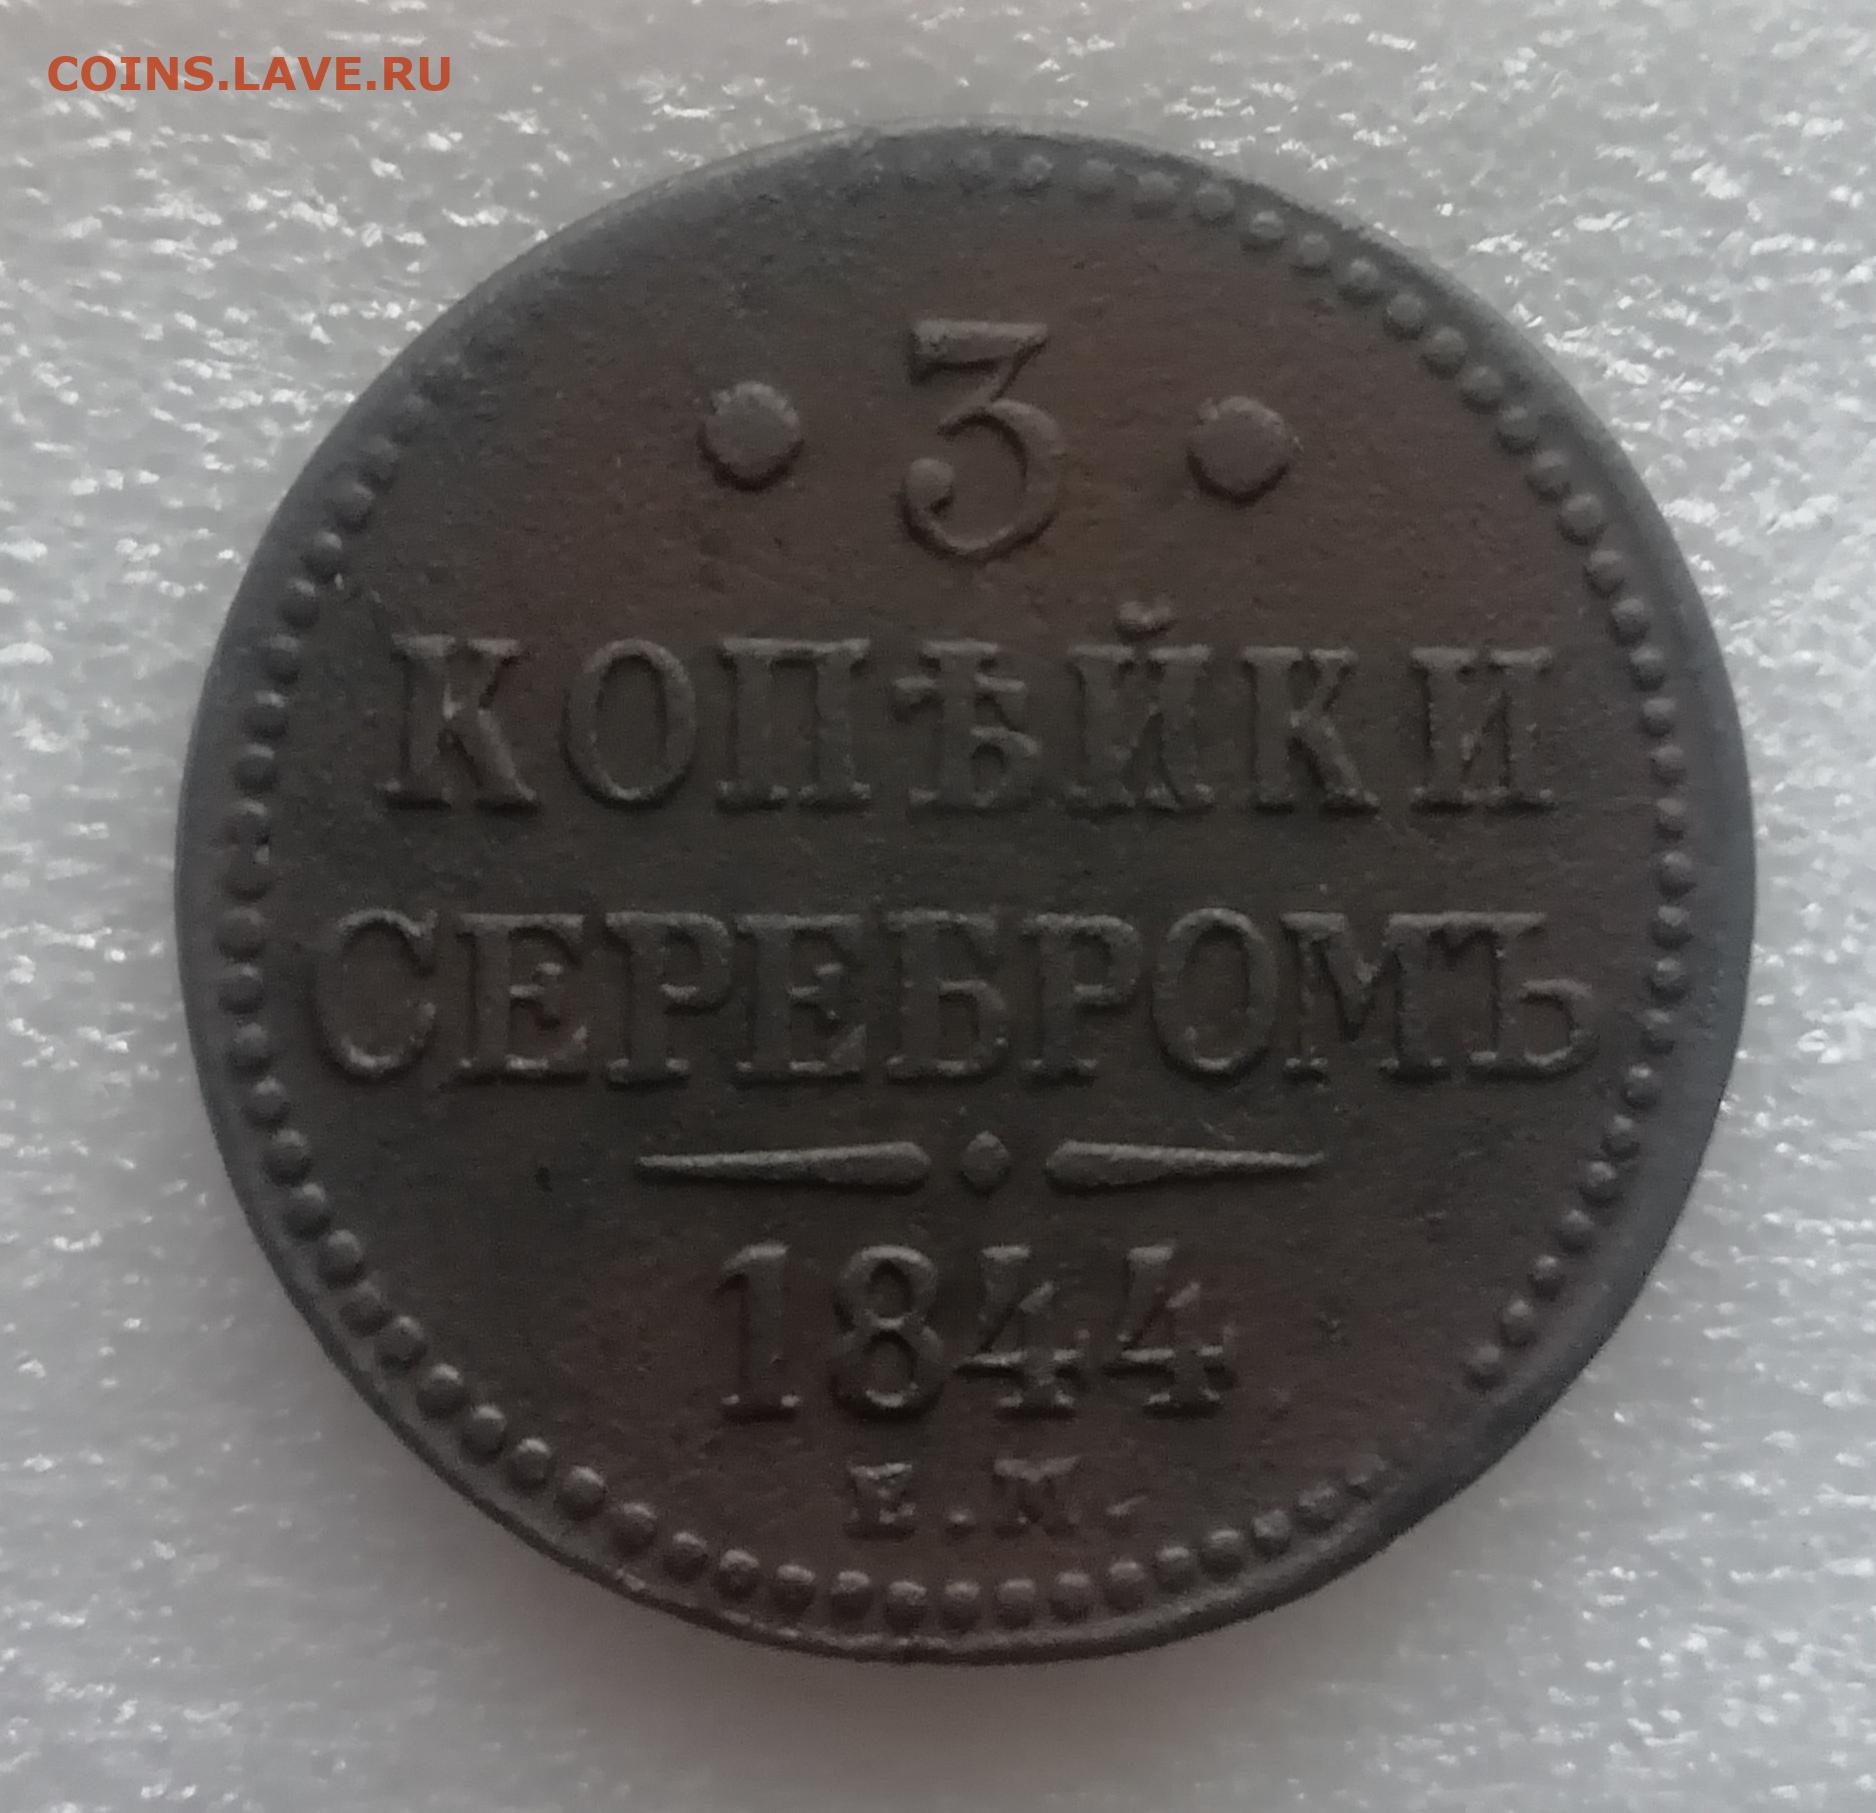 COINS.LAVE.RU
· 3 ·
КОПѢЙКИ
СЕРЕБРОМЪ
1844
Е.М.